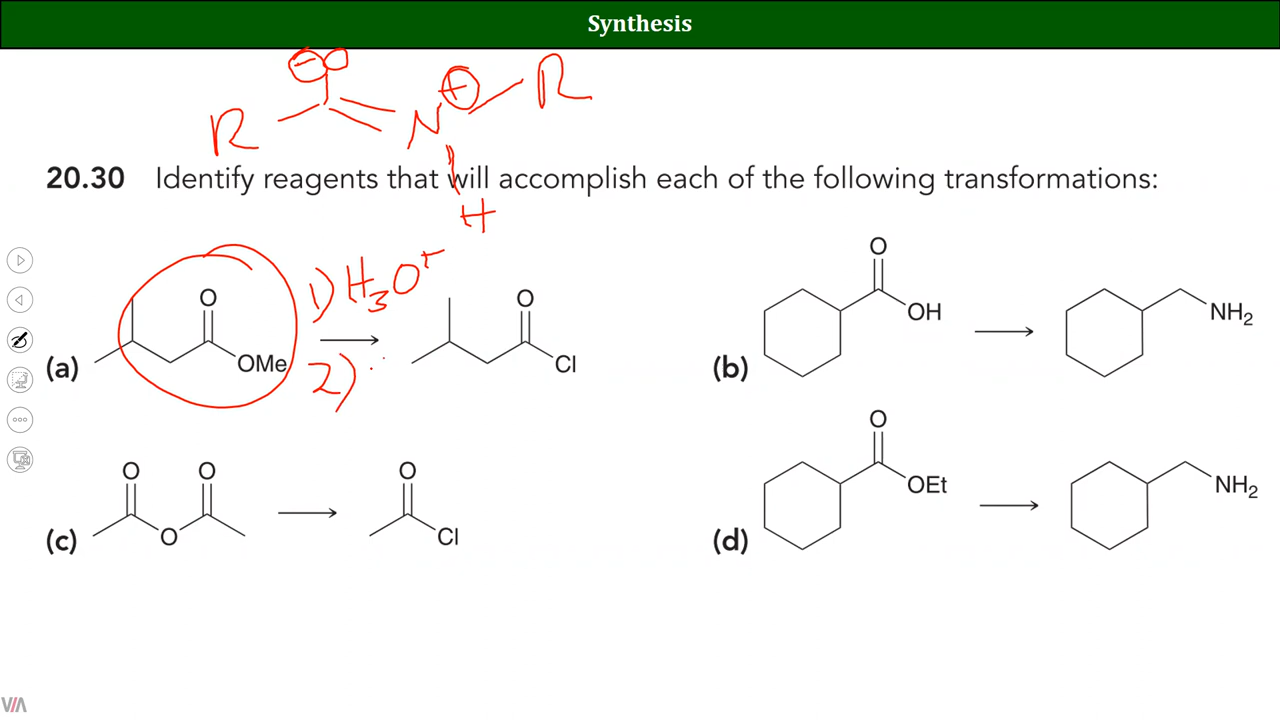 Synthesis
⊖ ⊕ R
R N
20.30 Identify reagents that will accomplish each of the following transformations:
H
1) H₃O⁺
(a) O OMe O Cl
2)
(b) O OH NH₂
(c) O O O O Cl
(d) O OEt NH₂
VIA